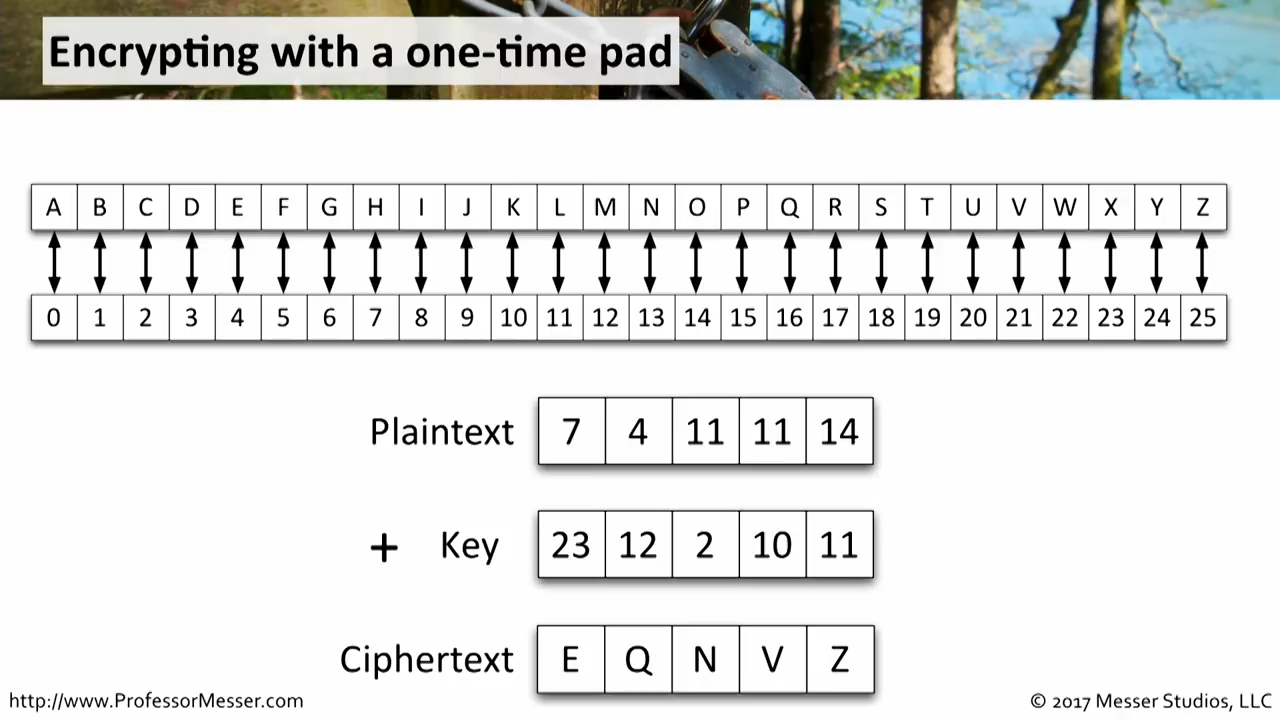 Encrypting with a one-time pad
A B C D E F G H I J K L M N O P Q R S T U V W X Y Z
0 1 2 3 4 5 6 7 8 9 10 11 12 13 14 15 16 17 18 19 20 21 22 23 24 25
Plaintext 7 4 11 11 14
+ Key 23 12 2 10 11
Ciphertext E Q N V Z
http://www.ProfessorMesser.com © 2017 Messer Studios, LLC